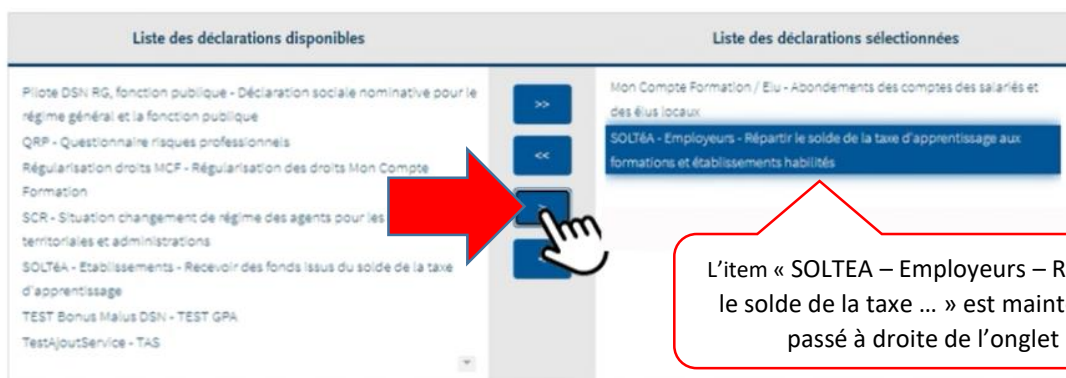 Liste des déclarations disponibles
Pilote DSN RG, fonction publique - Déclaration sociale nominative pour le
régime général et la fonction publique
QRP - Questionnaire risques professionnels
Régularisation droits MCF - Régularisation des droits Mon Compte
Formation
SCR - Situation changement de régime des agents pour les
territoriales et administrations
SOLTéA - Etablissements - Recevoir des fonds issus du solde de la taxe
d'apprentissage
TEST Bonus Malus DSN - TEST GPA
TestAjoutService - TAS
>>
<<
>
Liste des déclarations sélectionnées
Mon Compte Formation / Elu - Abondements des comptes des salariés et
des élus locaux
SOLTéA - Employeurs - Répartir le solde de la taxe d'apprentissage aux
formations et établissements habilités
L'item « SOLTEA – Employeurs – R
le solde de la taxe … » est maint
passé à droite de l'onglet